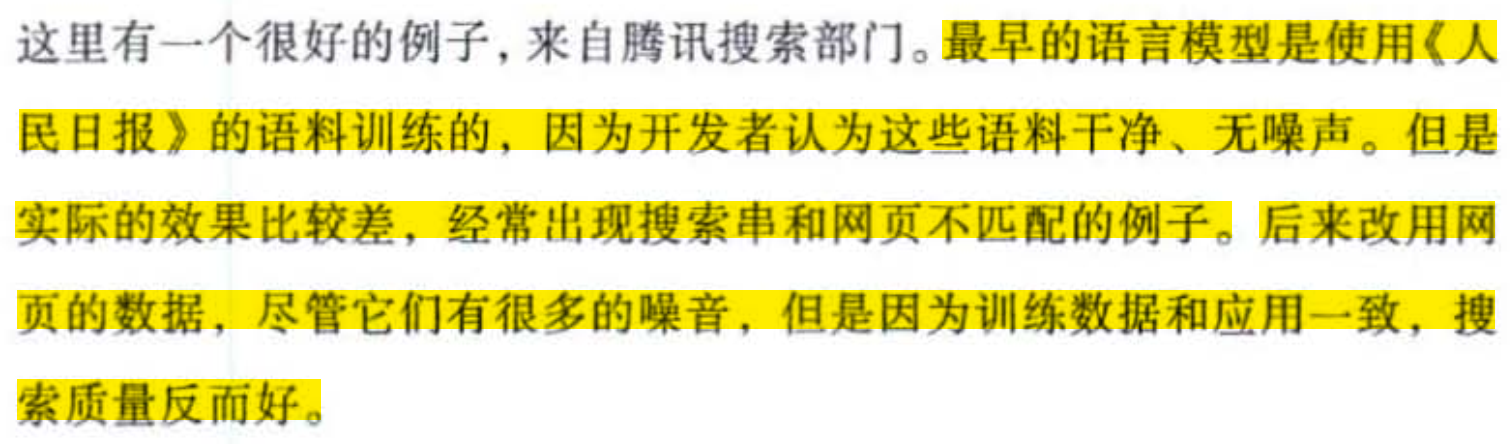 这里有一个很好的例子，来自腾讯搜索部门。最早的语言模型是使用《人
民日报》的语料训练的，因为开发者认为这些语料干净、无噪声。但是
实际的效果比较差，经常出现搜索串和网页不匹配的例子。后来改用网
页的数据，尽管它们有很多的噪音，但是因为训练数据和应用一致，搜
索质量反而好。